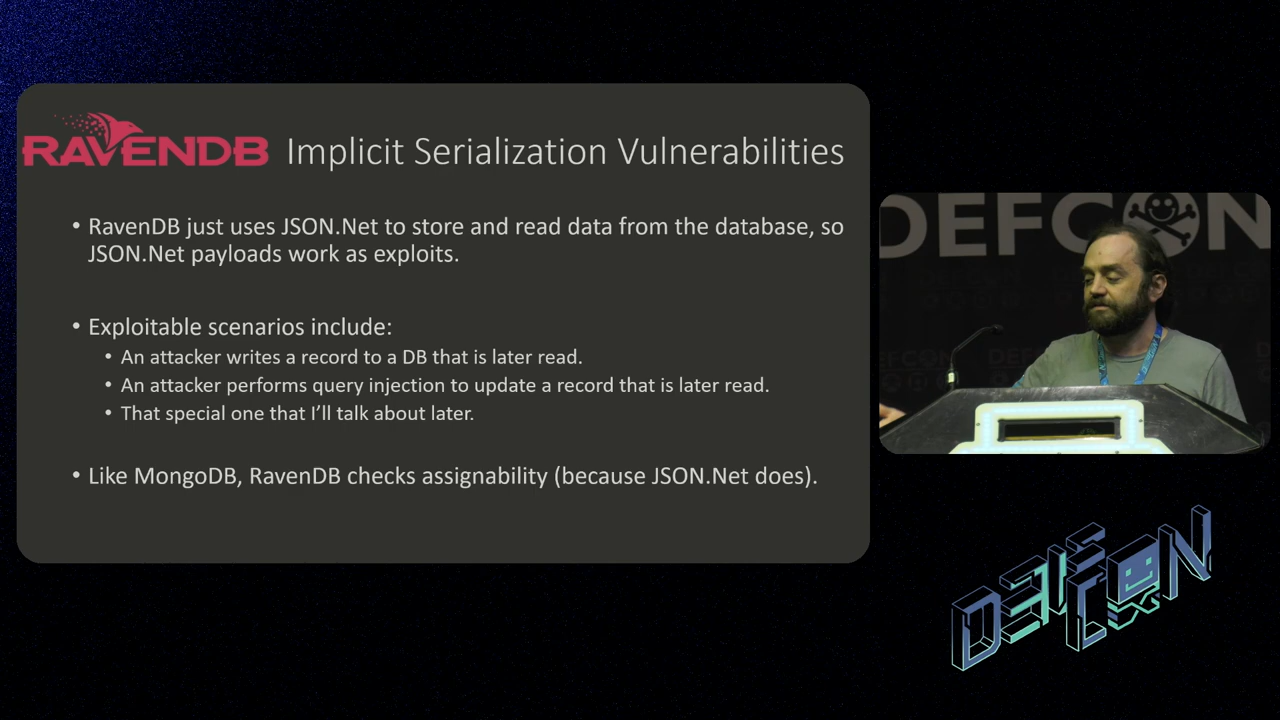 RAVENDB Implicit Serialization Vulnerabilities
• RavenDB just uses JSON.Net to store and read data from the database, so
JSON.Net payloads work as exploits.
• Exploitable scenarios include:
• An attacker writes a record to a DB that is later read.
• An attacker performs query injection to update a record that is later read.
• That special one that I'll talk about later.
• Like MongoDB, RavenDB checks assignability (because JSON.Net does).
DEFCON
DEF
CON